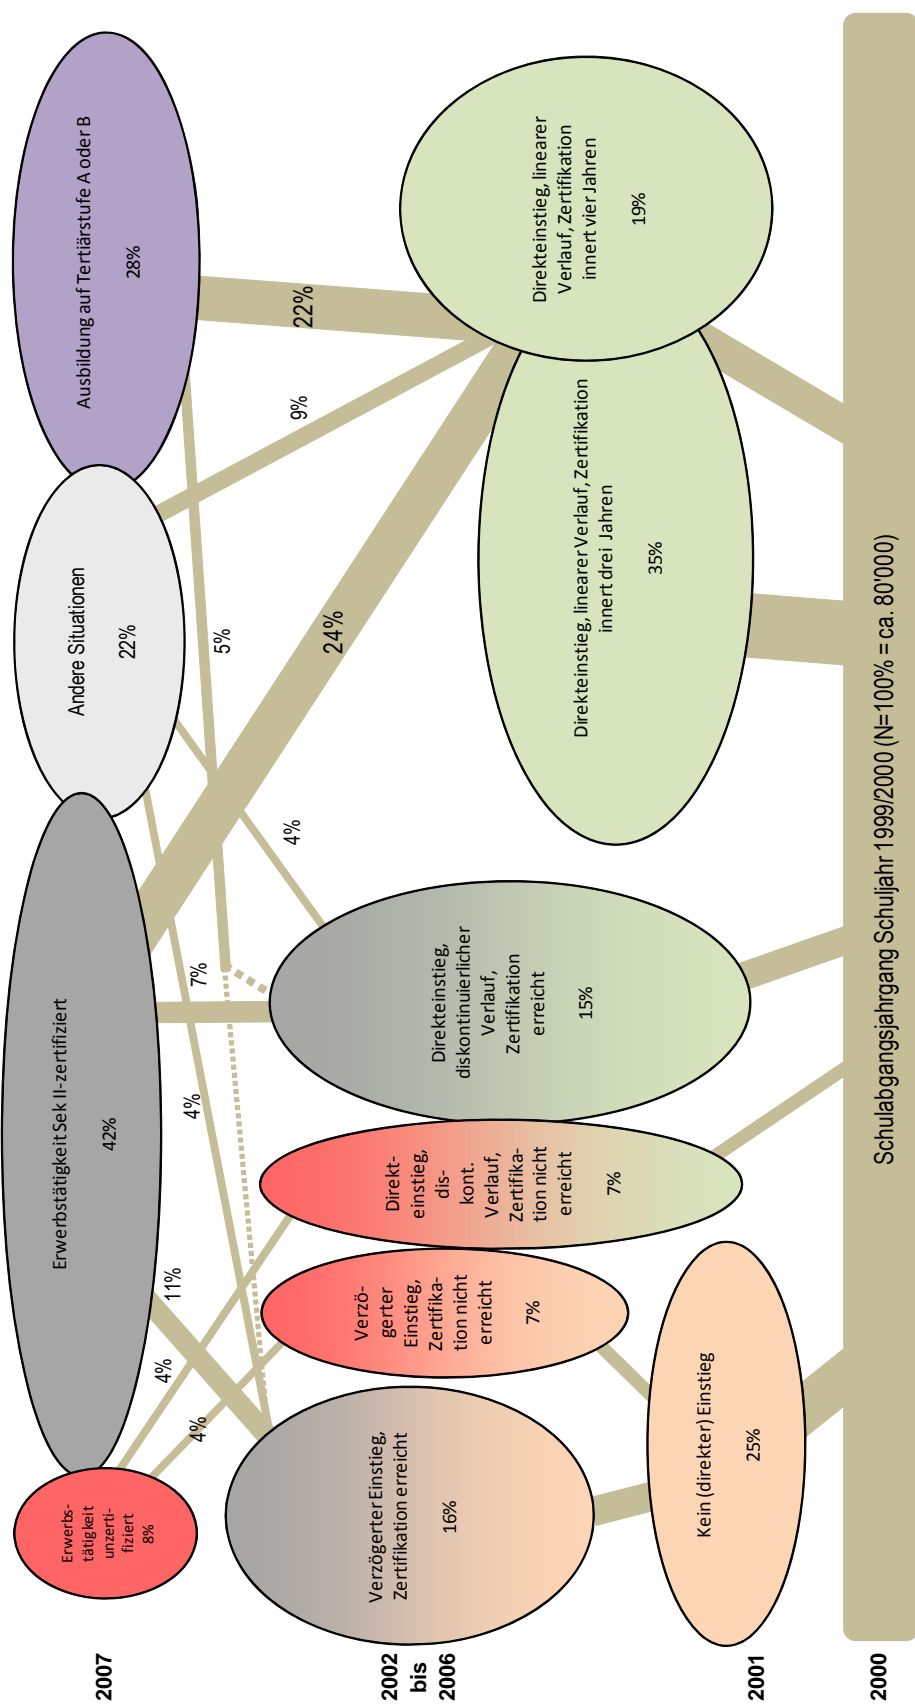 2007
Erwerbs-
tätigkeit
unzerti-
fiziert
8%
Erwerbstätigkeit Sek II-zertifiziert
42%
Andere Situationen
22%
Ausbildung auf Tertiärstufe A oder B
28%
4%
4%
11%
4%
7%
4%
5%
24%
9%
22%
2002
bis
2006
Verzögerter Einstieg,
Zertifikation erreicht
16%
Verzö-
gerter
Einstieg,
Zertifika-
tion nicht
erreicht
7%
Direkt-
einstieg,
dis-
kont.
Verlauf,
Zertifika-
tion nicht
erreicht
7%
Direkteinstieg,
diskontinuierlicher
Verlauf,
Zertifikation
erreicht
15%
Direkteinstieg, linearer Verlauf, Zertifikation
innert drei Jahren
35%
Direkteinstieg, linearer
Verlauf, Zertifikation
innert vier Jahren
19%
2001
Kein (direkter) Einstieg
25%
2000
Schulabgangsjahrgang Schuljahr 1999/2000 (N=100% = ca. 80'000)